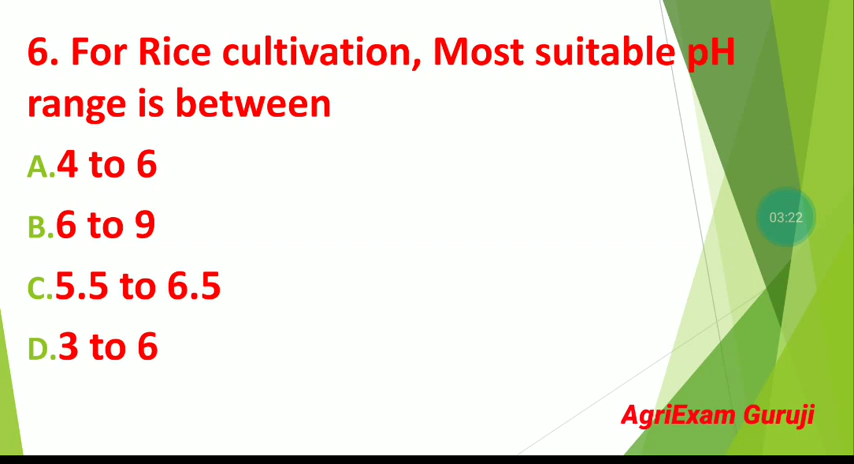 6. For Rice cultivation, Most suitable pH
range is between
A.4 to 6
B.6 to 9
03:22
C.5.5 to 6.5
D.3 to 6
AgriExam Guruji